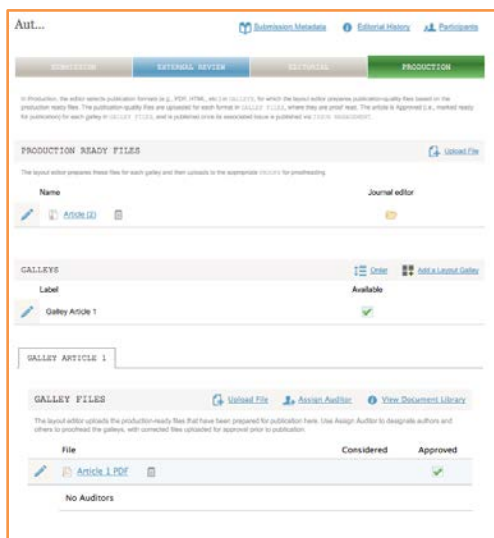 Aut...
Submission Metadata
Editorial History
Participants
SUBMISSION
EXTERNAL REVIEW
EDITORIAL
PRODUCTION
In Production, the editor selects publication formats (e.g., PDF, HTML, etc) in GALLEYS, for which the layout editor prepares publication-quality files based on the
production ready files. The publication-quality files are uploaded for each format in GALLEY FILES, where they are proof read. The article is Approved (i.e., marked ready
for publication) for each galley in GALLEY FILES, and is published once its associated issue is published via ISSUE MANAGEMENT.
PRODUCTION READY FILES
Upload File
The layout editor prepares these files for each galley and then uploads to the appropriate PROOFS for proofreading.
Name
Journal editor
Article (2)
GALLEYS
Order
Add a Layout Galley
Label
Available
Galley Article 1
GALLEY ARTICLE 1
GALLEY FILES
Upload File
Assign Auditor
View Document Library
The layout editor uploads the production-ready files that have been prepared for publication here. Use Assign Auditor to designate authors and
others to proofread the galleys, with corrected files uploaded for approval prior to publication.
File
Considered
Approved
Article 1 PDF
No Auditors